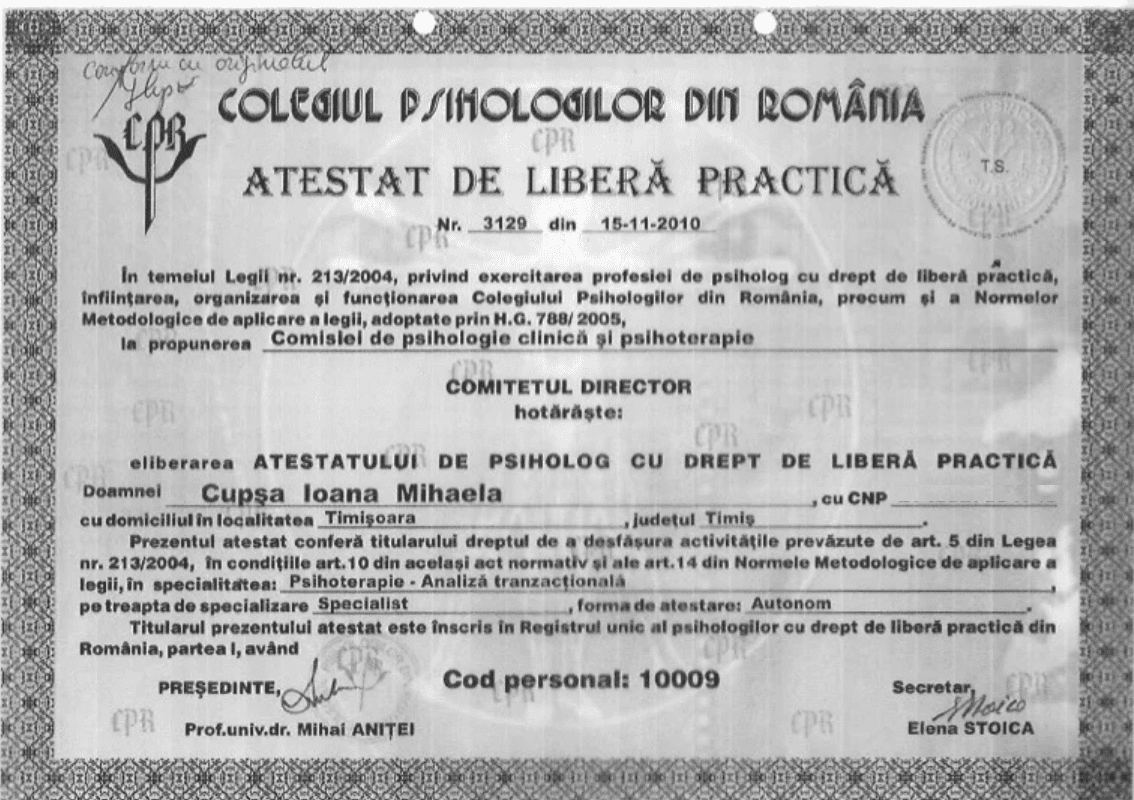 Conform cu originalul
CPR
COLEGIUL PSIHOLOGILOR DIN ROMÂNIA
T.S.
ATESTAT DE LIBERĂ PRACTICĂ
Nr. 3129 din 15-11-2010
În temeiul Legii nr. 213/2004, privind exercitarea profesiei de psiholog cu drept de liberă practică,
înființarea, organizarea și funcționarea Colegiului Psihologilor din România, precum și a Normelor
Metodologice de aplicare a legii, adoptate prin H.G. 788/ 2005,
la propunerea Comisiei de psihologie clinică și psihoterapie
COMITETUL DIRECTOR
hotărăște:
eliberarea ATESTATULUI DE PSIHOLOG CU DREPT DE LIBERĂ PRACTICĂ
Doamnei Cupșa Ioana Mihaela, cu CNP
cu domiciliul în localitatea Timișoara, județul Timiș.
Prezentul atestat conferă titularului dreptul de a desfășura activitățile prevăzute de art. 5 din Legea
nr. 213/2004, în condițiile art.10 din același act normativ și ale art.14 din Normele Metodologice de aplicare a
legii, în specialitatea: Psihoterapie - Analiză tranzacțională,
pe treapta de specializare Specialist, forma de atestare: Autonom.
Titularul prezentului atestat este înscris în Registrul unic al psihologilor cu drept de liberă practică din
România, partea I, având
Cod personal: 10009
PREȘEDINTE,
Secretar,
Prof.univ.dr. Mihai ANIȚEI
Elena STOICA